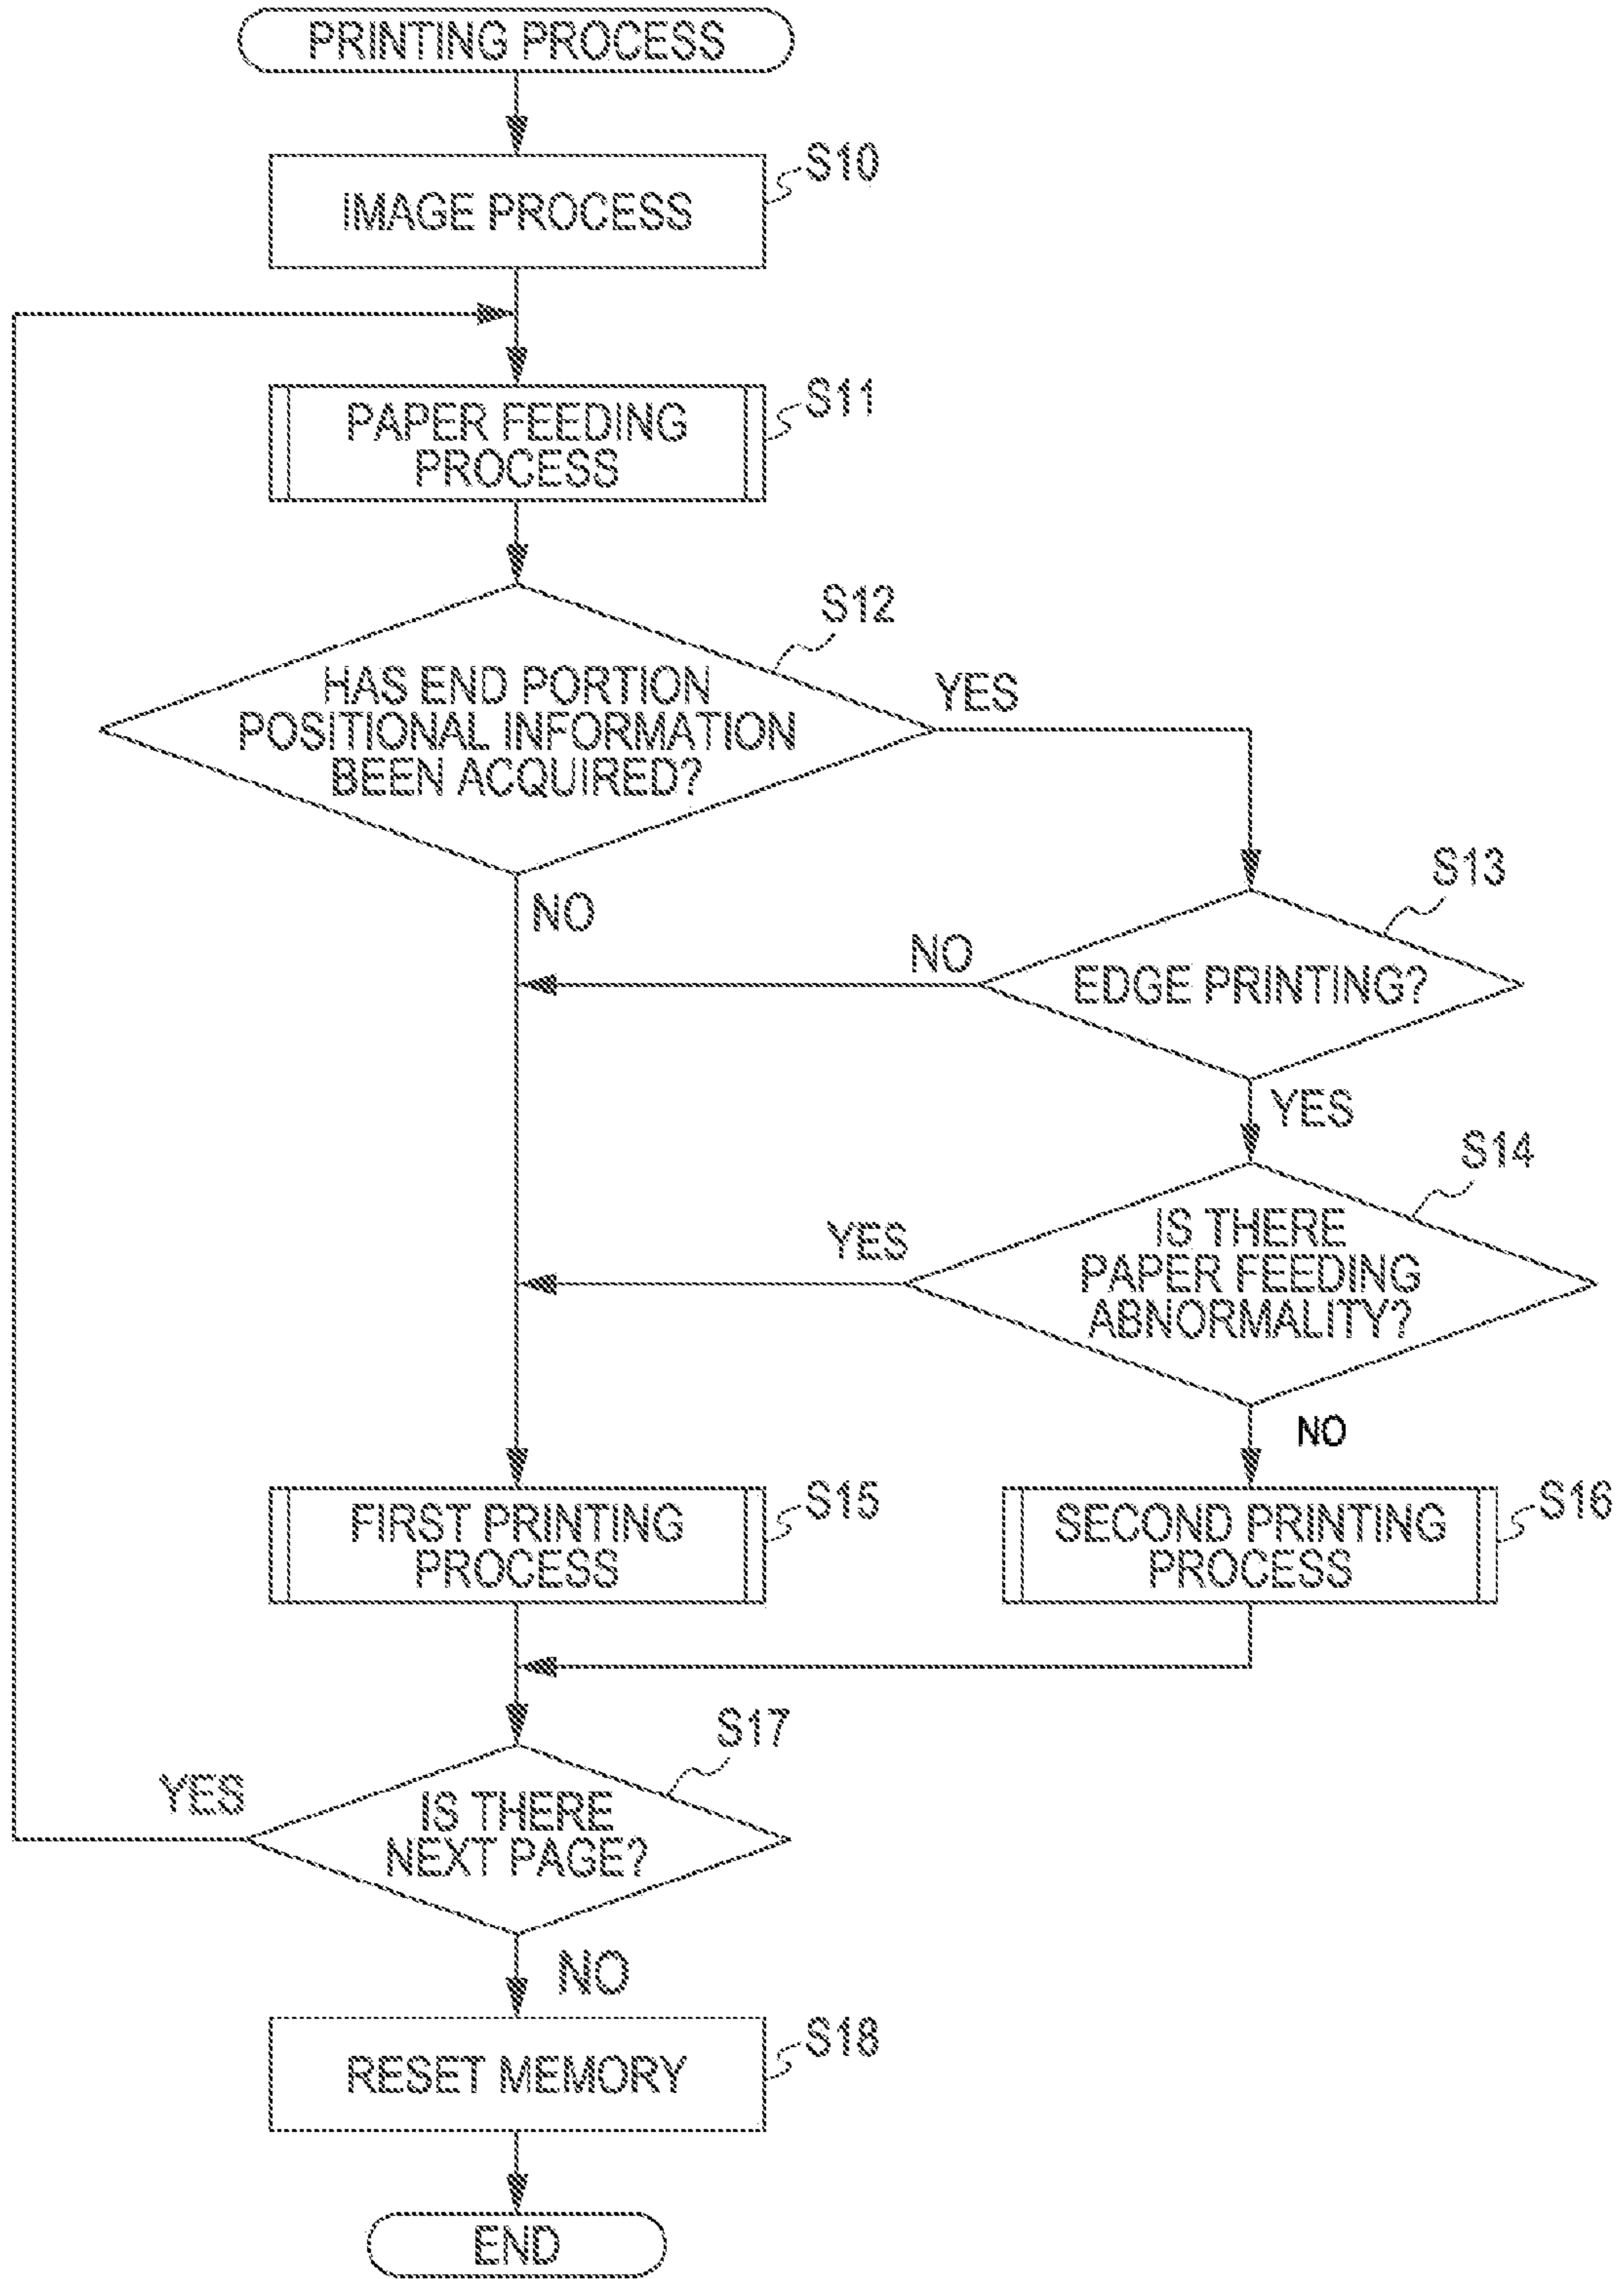 PRINTING PROCESS
S10
IMAGE PROCESS
S11
PAPER FEEDING
PROCESS
S12
HAS END PORTION
POSITIONAL INFORMATION
BEEN ACQUIRED?
YES
NO
S13
NO
EDGE PRINTING?
YES
S14
YES
IS THERE
PAPER FEEDING
ABNORMALITY?
NO
S15
FIRST PRINTING
PROCESS
S16
SECOND PRINTING
PROCESS
S17
YES
IS THERE
NEXT PAGE?
NO
S18
RESET MEMORY
END